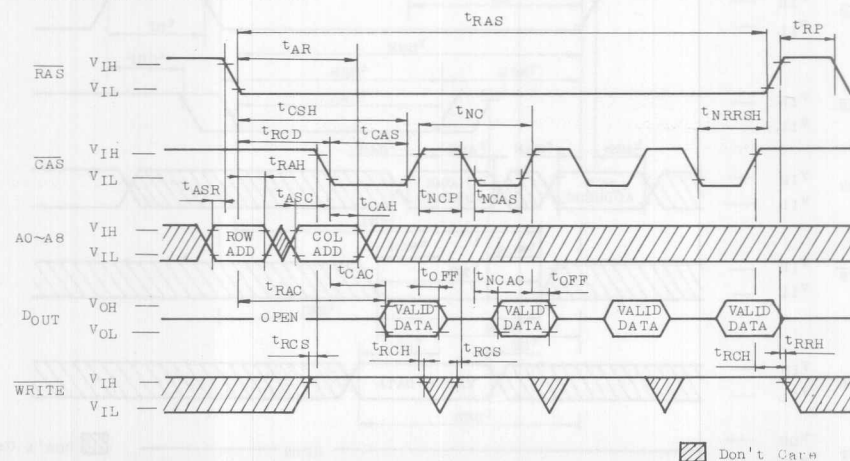 tRAS
tRP
tAR
RAS
VIH
VIL
tCSH
tNC
tNRRSH
tRCD
tCAS
CAS
VIH
VIL
tRAH
tASR
tASC
tCAH
tNCP
tNCAS
A0~A8
VIH
VIL
ROW
ADD
COL
ADD
tCAC
tOFF
tNCAC
tOFF
tRAC
DOUT
VOH
VOL
OPEN
VALID
DATA
VALID
DATA
VALID
DATA
VALID
DATA
tRCS
tRCH
tRCS
tRCH
tRRH
WRITE
VIH
VIL
Don't Care